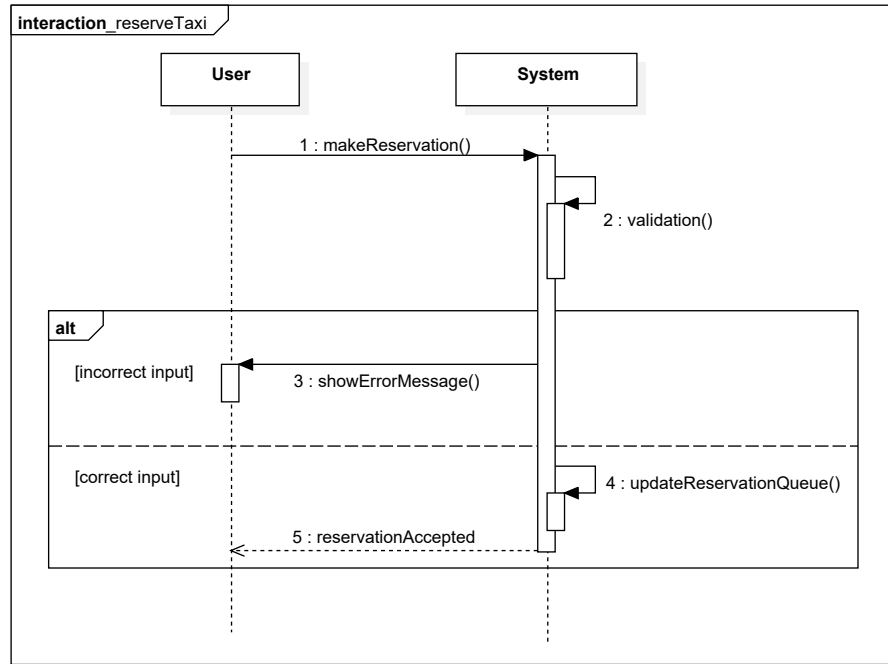 interaction_reserveTaxi
User
System
1 : makeReservation()
2 : validation()
alt
[incorrect input]
3 : showErrorMessage()
[correct input]
4 : updateReservationQueue()
5 : reservationAccepted